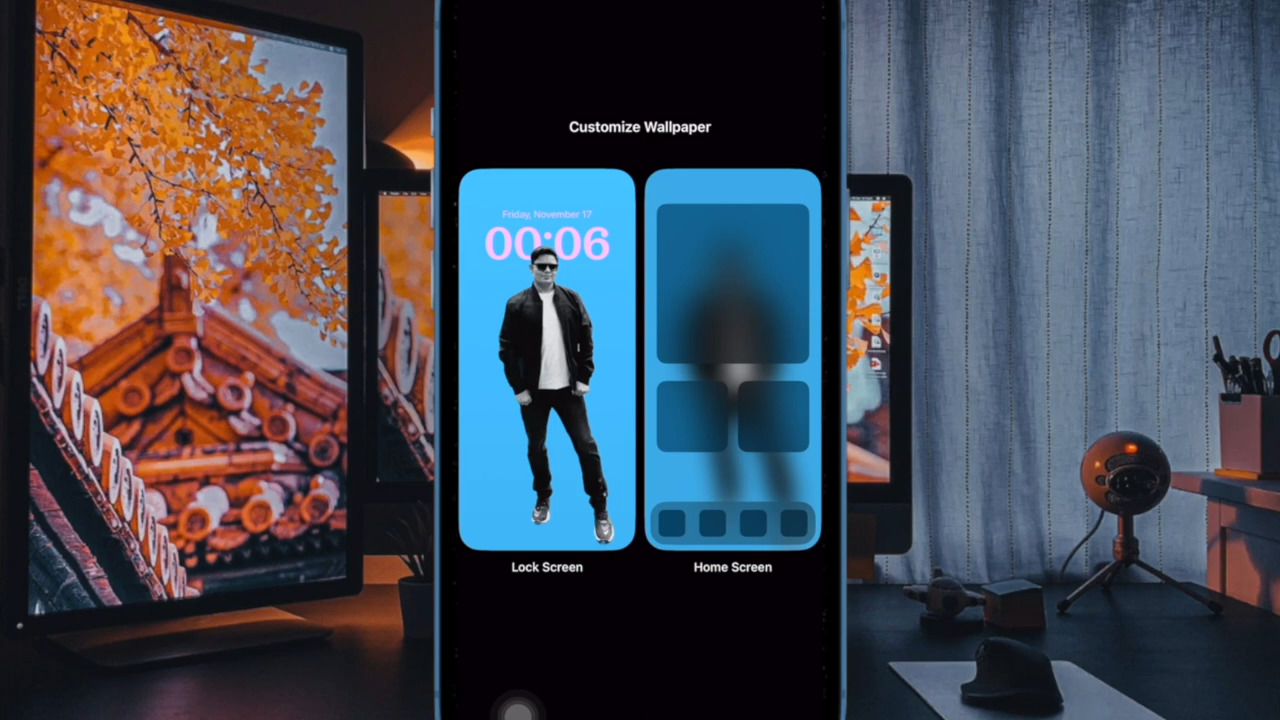 Customize Wallpaper
Friday, November 17
00:06
Lock Screen
Home Screen